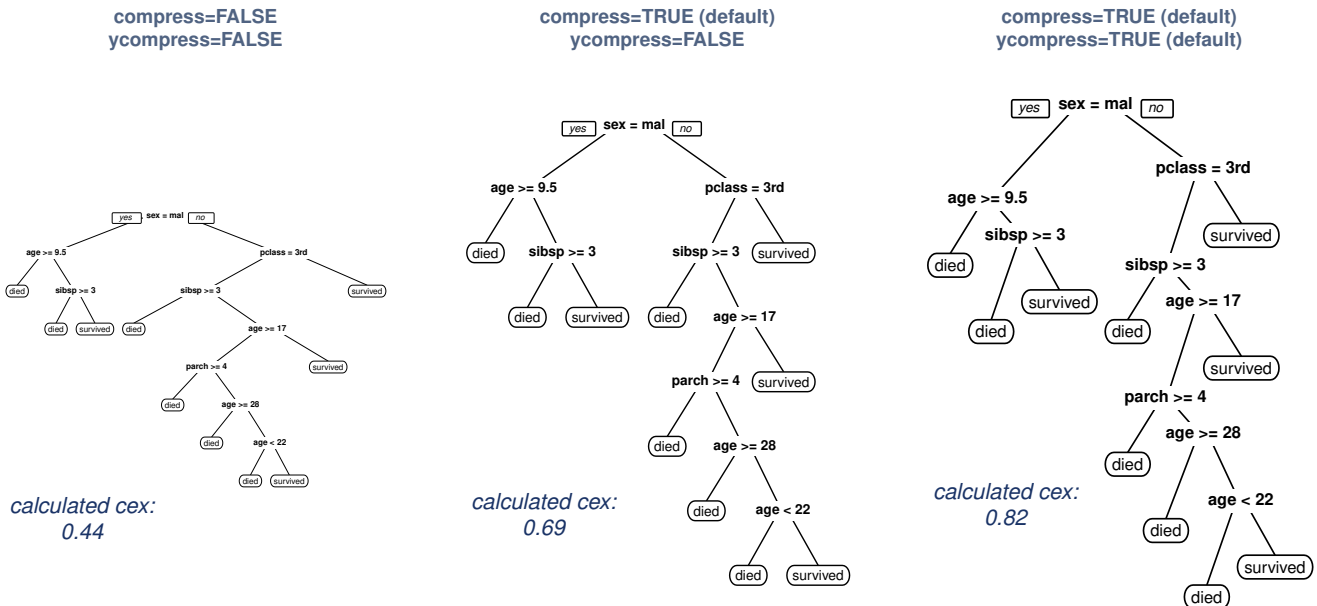 compress=FALSE
ycompress=FALSE
yes sex = mal no
age >= 9.5
pclass = 3rd
died
sibsp >= 3
sibsp >= 3
survived
died
survived
died
age >= 17
parch >= 4
survived
died
age >= 28
died
age < 22
died
survived
calculated cex:
0.44
compress=TRUE (default)
ycompress=FALSE
yes sex = mal no
age >= 9.5
pclass = 3rd
died
sibsp >= 3
sibsp >= 3
survived
died
survived
died
age >= 17
parch >= 4
survived
died
age >= 28
died
age < 22
died
survived
calculated cex:
0.69
compress=TRUE (default)
ycompress=TRUE (default)
yes sex = mal no
pclass = 3rd
age >= 9.5
sibsp >= 3
survived
died
sibsp >= 3
age >= 17
survived
died
died
survived
parch >= 4
age >= 28
died
age < 22
died
survived
died
calculated cex:
0.82